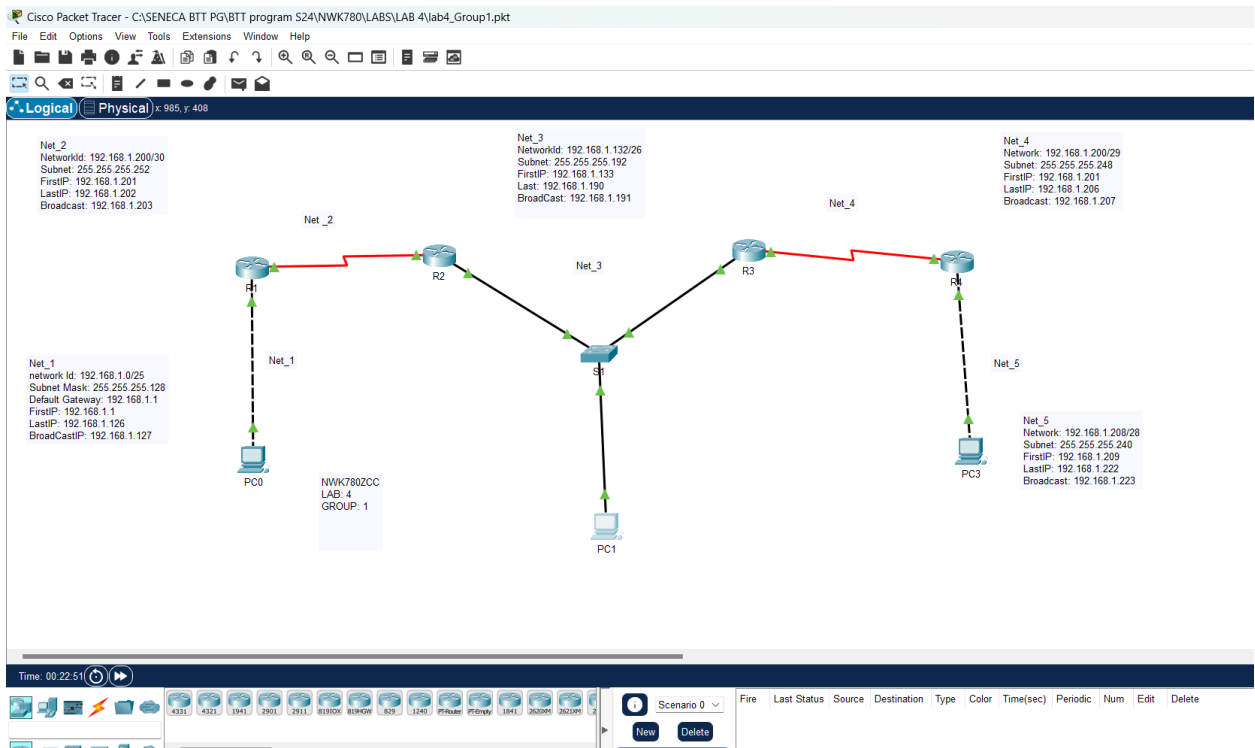 Cisco Packet Tracer - C:\SENECA BTT PG\BTT program S24\NWK780\LABS\LAB 4\lab4_Group1.pkt
File Edit Options View Tools Extensions Window Help
Logical Physical x: 985, y: 408
Net_2
NetworkId: 192.168.1.200/30
Subnet: 255.255.255.252
FirstIP: 192.168.1.201
LastIP: 192.168.1.202
Broadcast: 192.168.1.203
Net_3
NetworkId: 192.168.1.132/26
Subnet: 255.255.255.192
FirstIP: 192.168.1.133
Last: 192.168.1.190
BroadCast: 192.168.1.191
Net_4
Network: 192.168.1.200/29
Subnet: 255.255.255.248
FirstIP: 192.168.1.201
LastIP: 192.168.1.206
Broadcast: 192.168.1.207
Net _2
Net_4
R1
R2
Net_3
R3
R4
Net_1
network Id: 192.168.1.0/25
Subnet Mask: 255.255.255.128
Default Gateway: 192.168.1.1
FirstIP: 192.168.1.1
LastIP: 192.168.1.126
BroadCastIP: 192.168.1.127
Net_1
S1
Net_5
Net_5
Network: 192.168.1.208/28
Subnet: 255.255.255.240
FirstIP: 192.168.1.209
LastIP: 192.168.1.222
Broadcast: 192.168.1.223
PC0
NWK780ZCC
LAB: 4
GROUP: 1
PC1
PC3
Time: 00:22:51
4331 4321 1941 2901 2911 819IOX 819HGW 829 1240 PT-Router PT-Empty 1841 2620XM 2621XM 2
Scenario 0
New Delete
Fire Last Status Source Destination Type Color Time(sec) Periodic Num Edit Delete